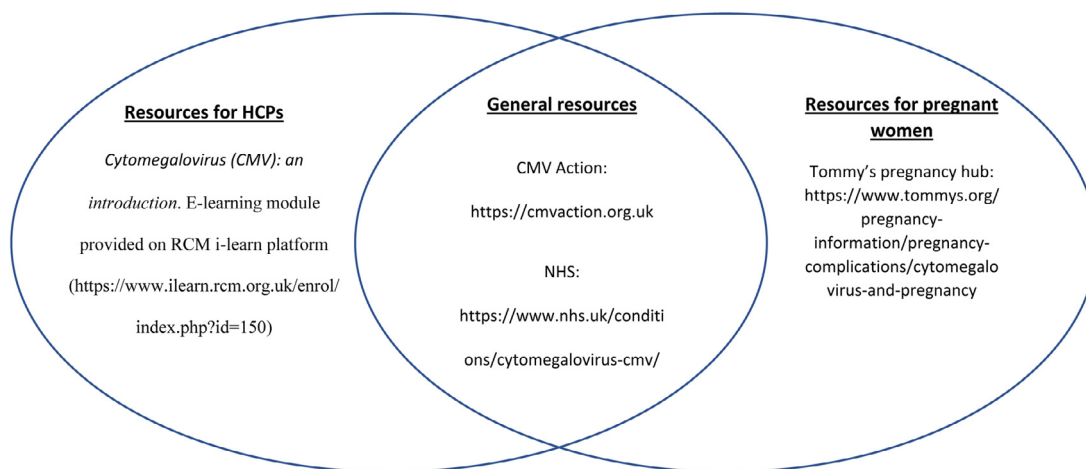 Resources for HCPs
Cytomegalovirus (CMV): an
introduction. E-learning module
provided on RCM i-learn platform
(https://www.ilearn.rcm.org.uk/enrol/
index.php?id=150)
General resources
CMV Action:
https://cmvaction.org.uk
NHS:
https://www.nhs.uk/conditi
ons/cytomegalovirus-cmv/
Resources for pregnant
women
Tommy’s pregnancy hub:
https://www.tommys.org/
pregnancy-
information/pregnancy-
complications/cytomegalo
virus-and-pregnancy